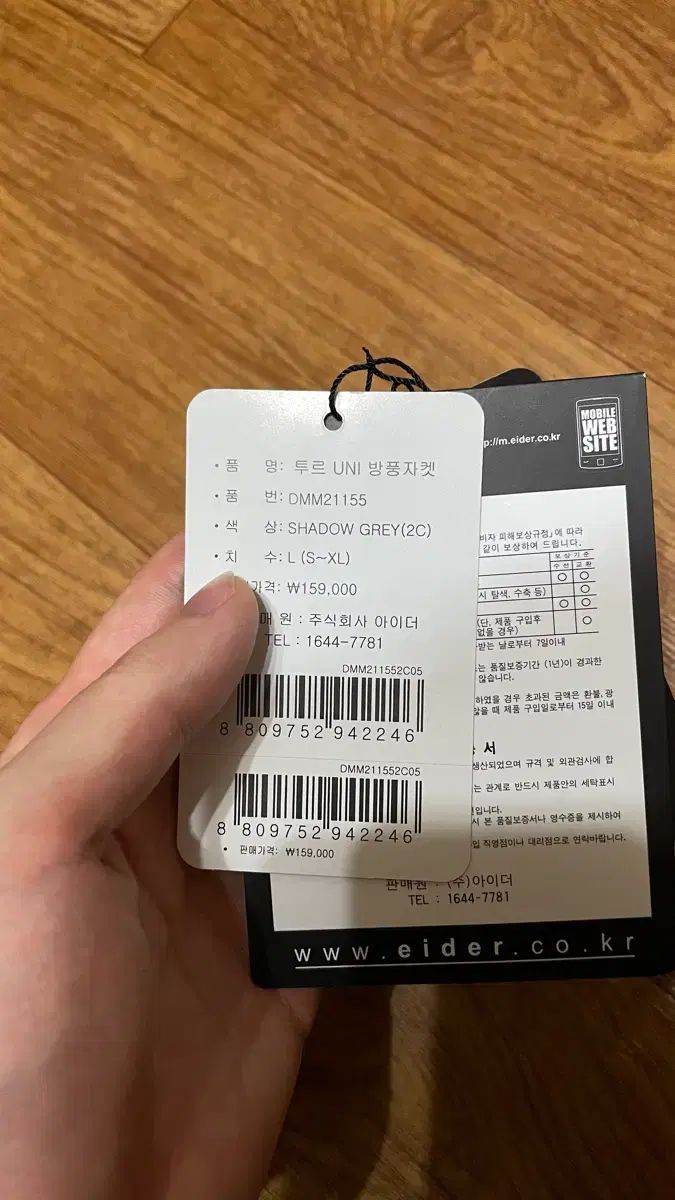 • 품 명: 투르 UNI 방풍자켓
• 품 번: DMM21155
• 색 상: SHADOW GREY(2C)
• 치 수: L (S~XL)
가격: ₩159,000
매 원 : 주식회사 아이더
TEL : 1644-7781
DMM211552C05
8 809752 942246
DMM211552C05
8 809752 942246
• 판매가격: ₩159,000
p://m.eider.co.kr
MOBILE
WEB
SITE
비자 피해보상규정」에 따라
같이 보상하여 드립니다.
보 상 기 준
수 선 교 환
○ ○
시 탈색, 수축 등) ○
○ ○
(단, 제품 구입후
없을 경우) ○
받는 날로부터 7일이내
는 품질보증기간 (1년)이 경과한
않습니다.
하였을 경우 초과된 금액은 환불,광
않을 때 제품 구입일로부터 15일 이내
증 서
생산되었으며 규격 및 외관검사에 합
는 관계로 반드시 제품안의 세탁표시
입니다.
시 본 품질보증서나 영수증을 제시하여
입 직영점이나 대리점으로 연락바랍니다.
판매원 : (주)아이더
TEL : 1644-7781
www.eider.co.kr